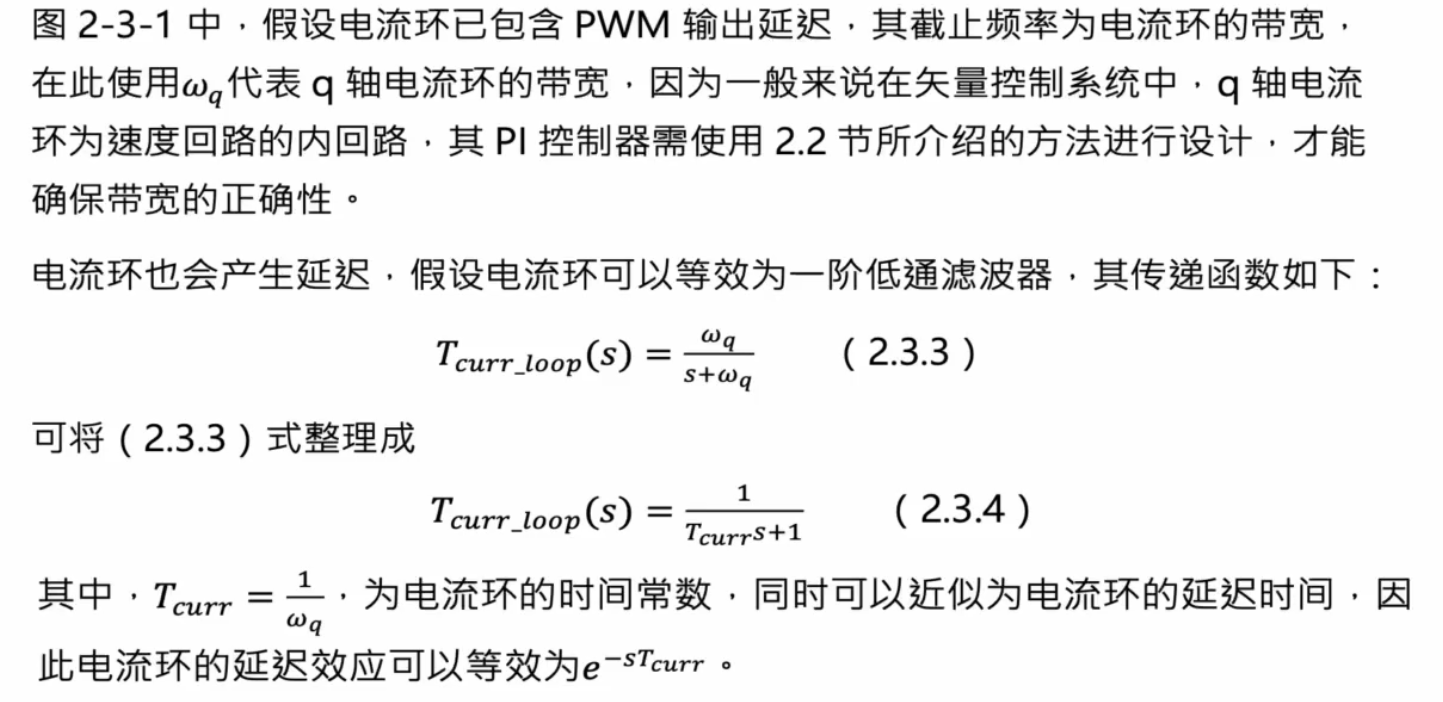 图 2-3-1 中，假设电流环已包含 PWM 输出延迟，其截止频率为电流环的带宽，
在此使用ω_q代表 q 轴电流环的带宽，因为一般来说在矢量控制系统中，q 轴电流
环为速度回路的内回路，其 PI 控制器需使用 2.2 节所介绍的方法进行设计，才能
确保带宽的正确性。
电流环也会产生延迟，假设电流环可以等效为一阶低通滤波器，其传递函数如下：
T_{curr_loop}(s) = \frac{ω_q}{s+ω_q} （2.3.3）
可将（2.3.3）式整理成
T_{curr_loop}(s) = \frac{1}{T_{curr}s+1} （2.3.4）
其中，T_{curr} = \frac{1}{ω_q}，为电流环的时间常数，同时可以近似为电流环的延迟时间，因
此电流环的延迟效应可以等效为e^{-sT_{curr}}。